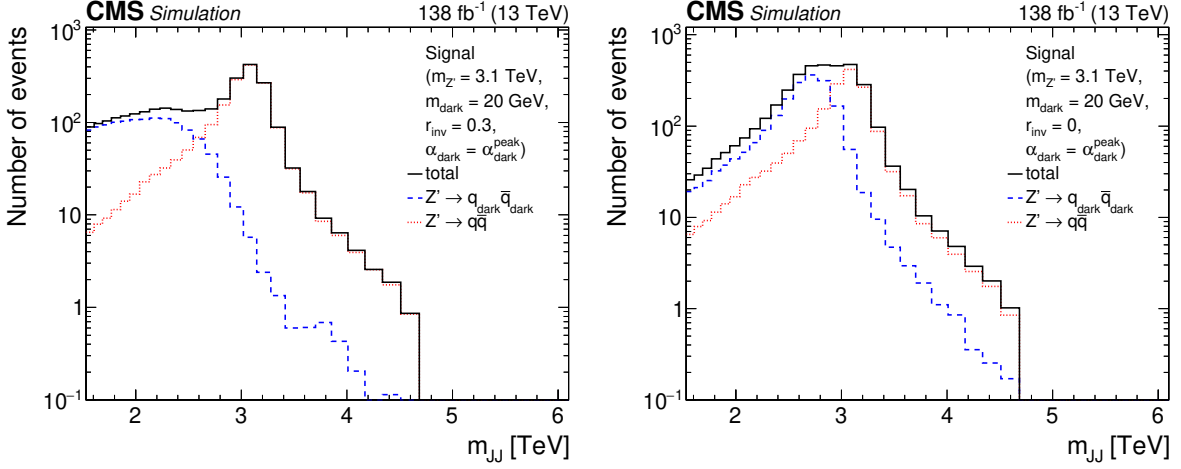 CMS Simulation 138 fb⁻¹ (13 TeV)
Number of events
10³
10²
10
1
10⁻¹
Signal
(m_Z' = 3.1 TeV,
m_dark = 20 GeV,
r_inv = 0.3,
α_dark = α_dark^peak)
total
Z' → q_dark q̅_dark
Z' → qq̅
2 3 4 5 6
m_JJ [TeV]
CMS Simulation 138 fb⁻¹ (13 TeV)
Number of events
10³
10²
10
1
10⁻¹
Signal
(m_Z' = 3.1 TeV,
m_dark = 20 GeV,
r_inv = 0,
α_dark = α_dark^peak)
total
Z' → q_dark q̅_dark
Z' → qq̅
2 3 4 5 6
m_JJ [TeV]